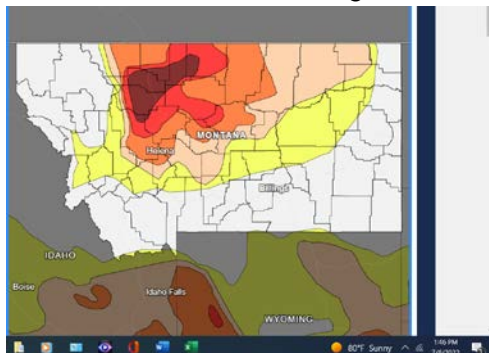 MONTANA
Helena
Billings
IDAHO
Boise
Idaho Falls
WYOMING
80°F Sunny
1:46 PM